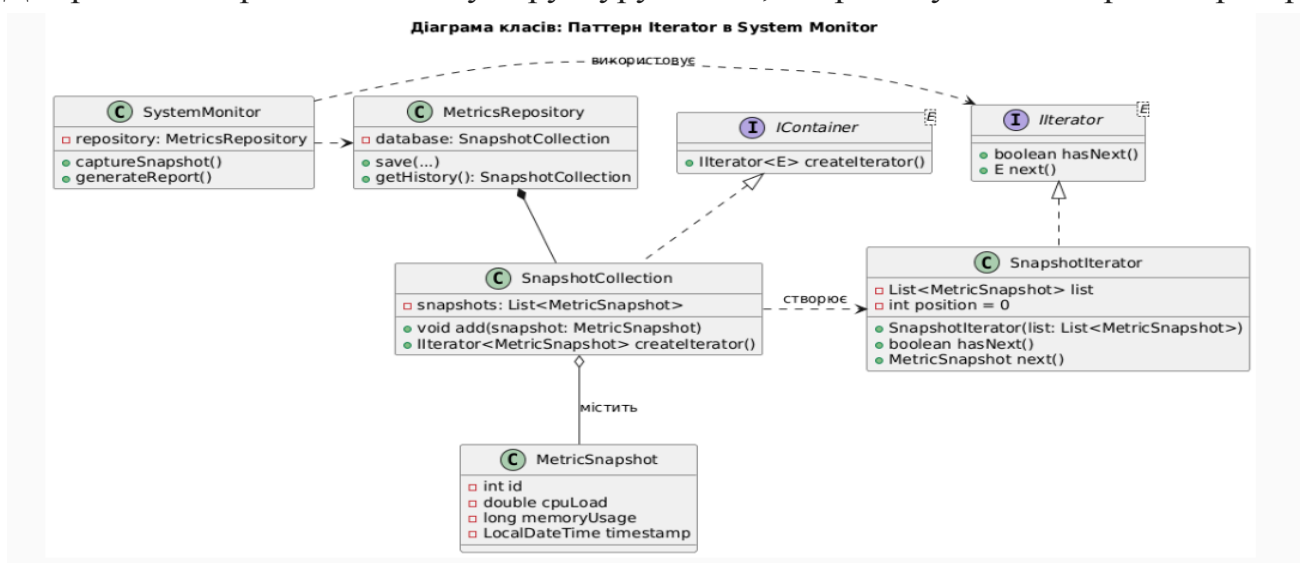 Діаграма класів: Паттерн Iterator в System Monitor
використовує
C SystemMonitor
repository: MetricsRepository
captureSnapshot()
generateReport()
C MetricsRepository
database: SnapshotCollection
save(...)
getHistory(): SnapshotCollection
I IContainer
E
IIterator<E> createIterator()
I IIterator
E
boolean hasNext()
E next()
C SnapshotCollection
snapshots: List<MetricSnapshot>
void add(snapshot: MetricSnapshot)
IIterator<MetricSnapshot> createIterator()
створює
C SnapshotIterator
List<MetricSnapshot> list
int position = 0
SnapshotIterator(list: List<MetricSnapshot>)
boolean hasNext()
MetricSnapshot next()
містить
C MetricSnapshot
int id
double cpuLoad
long memoryUsage
LocalDateTime timestamp